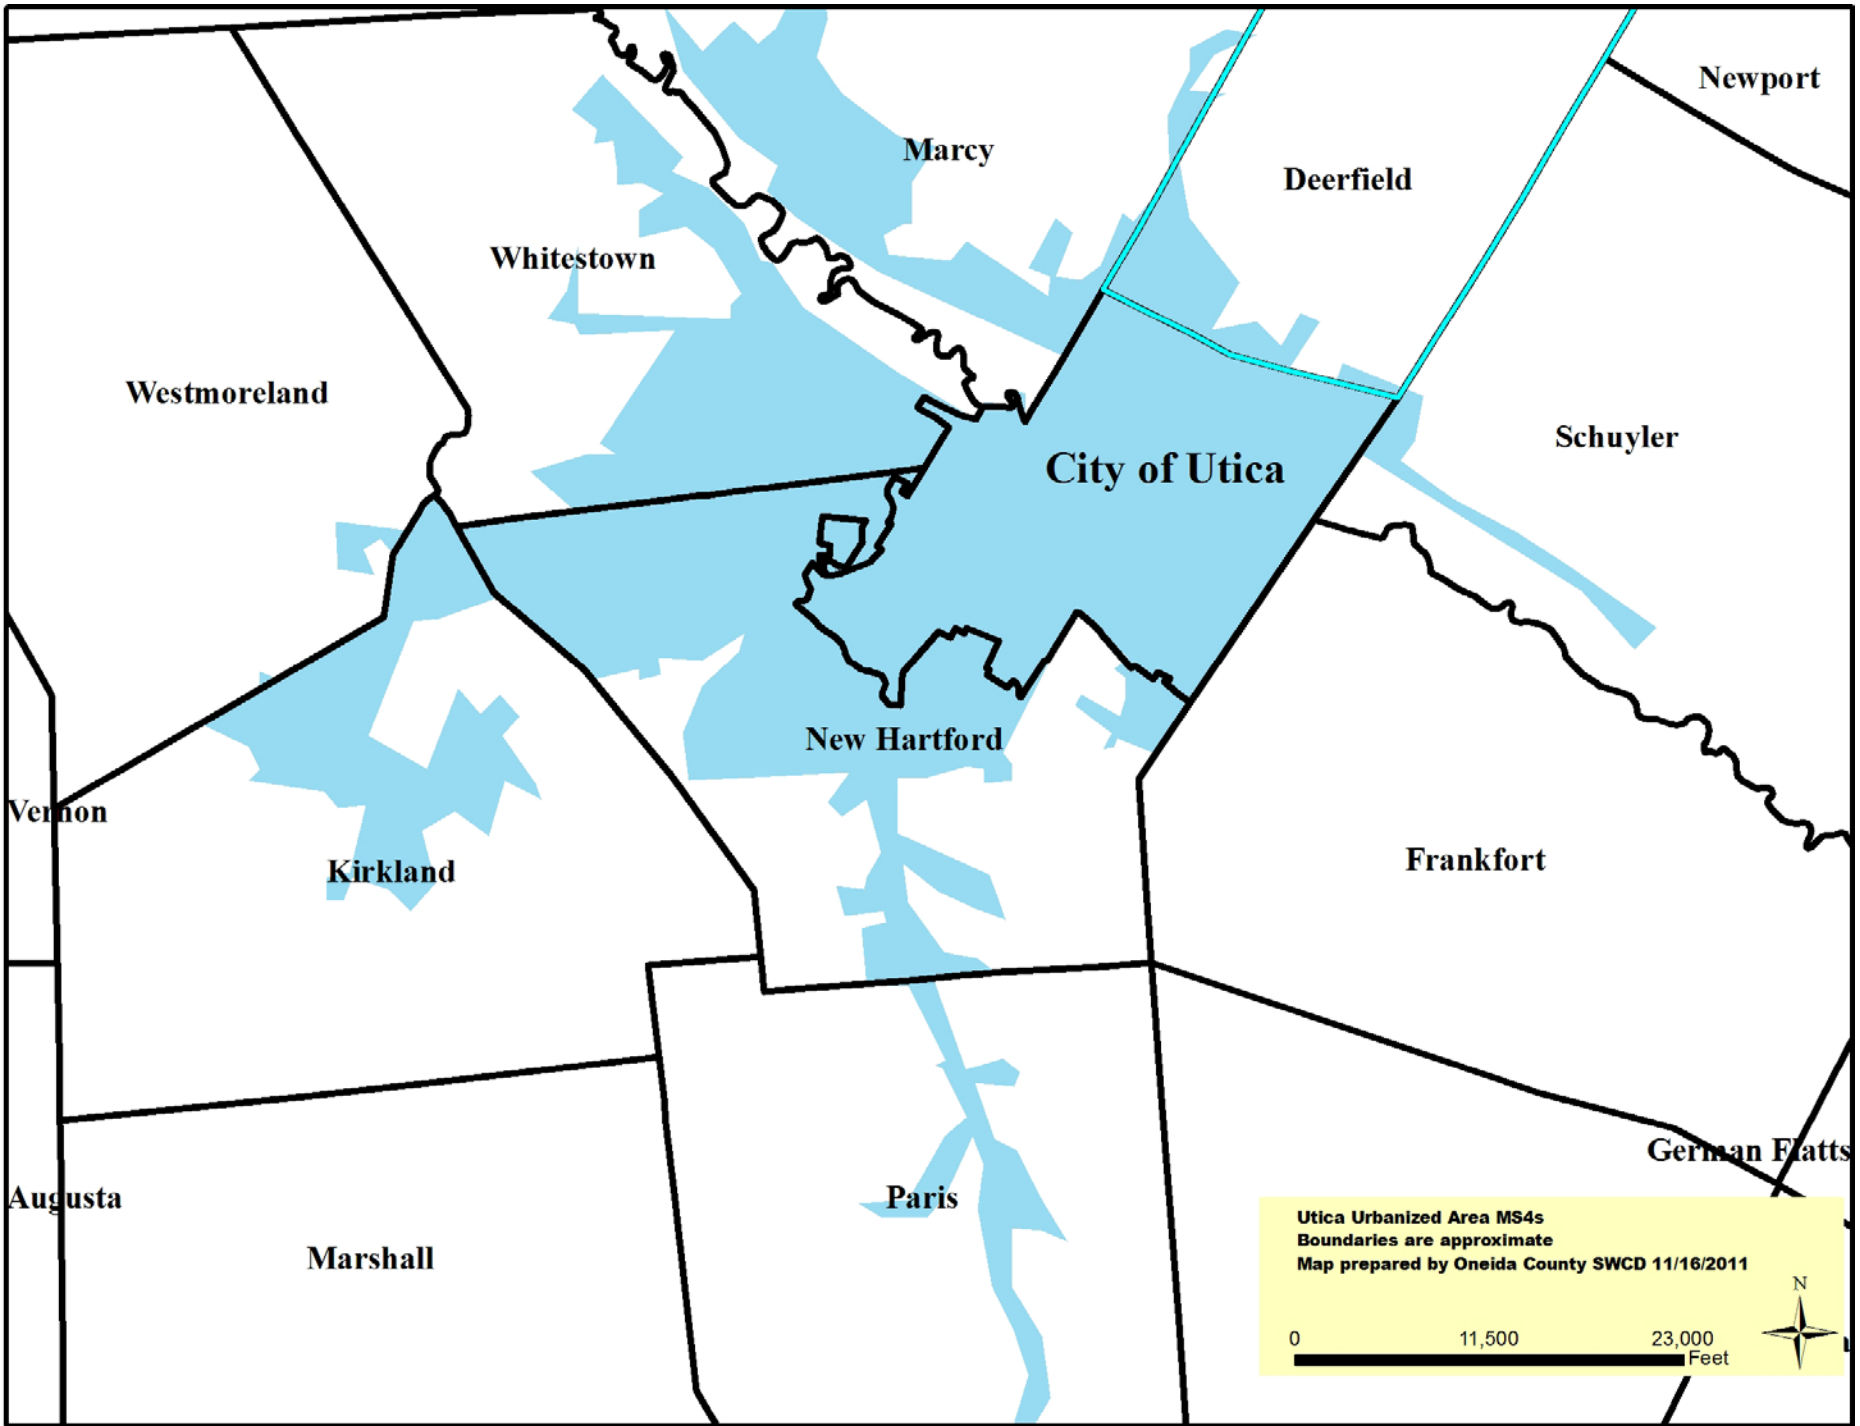 Newport
Marcy
Deerfield
Whitestown
Westmoreland
Schuyler
City of Utica
New Hartford
Vernon
Kirkland
Frankfort
German Flatts
Augusta
Paris
Marshall
Utica Urbanized Area MS4s
Boundaries are approximate
Map prepared by Oneida County SWCD 11/16/2011
N
0 11,500 23,000
Feet